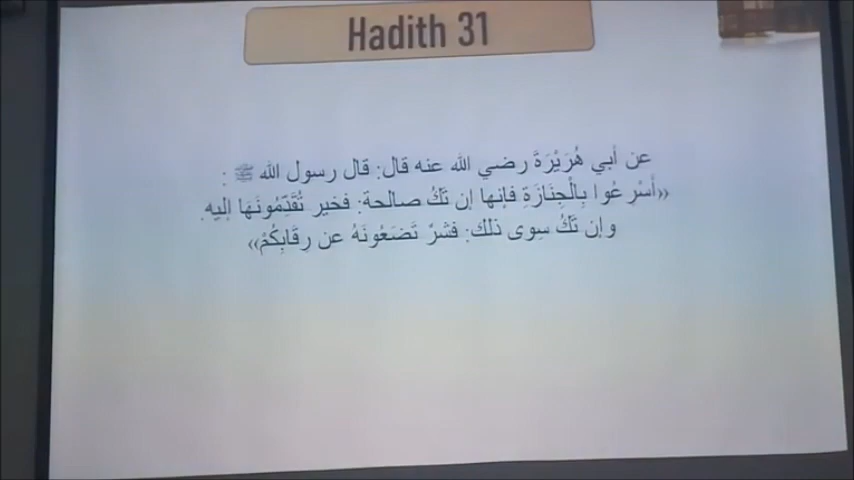 Hadith 31
عن أبي هُرَيْرَةَ رضي الله عنه قال: قال رسول الله ﷺ :
«أَسْرِعُوا بِالْجِنَازَةِ فإنها إن تَكُ صالحة: فخير تُقَدِّمُونَهَا إليه.
وإن تَكُ سِوى ذلك: فشرٌ تَضَعُونَهُ عن رِقَابِكُمْ»